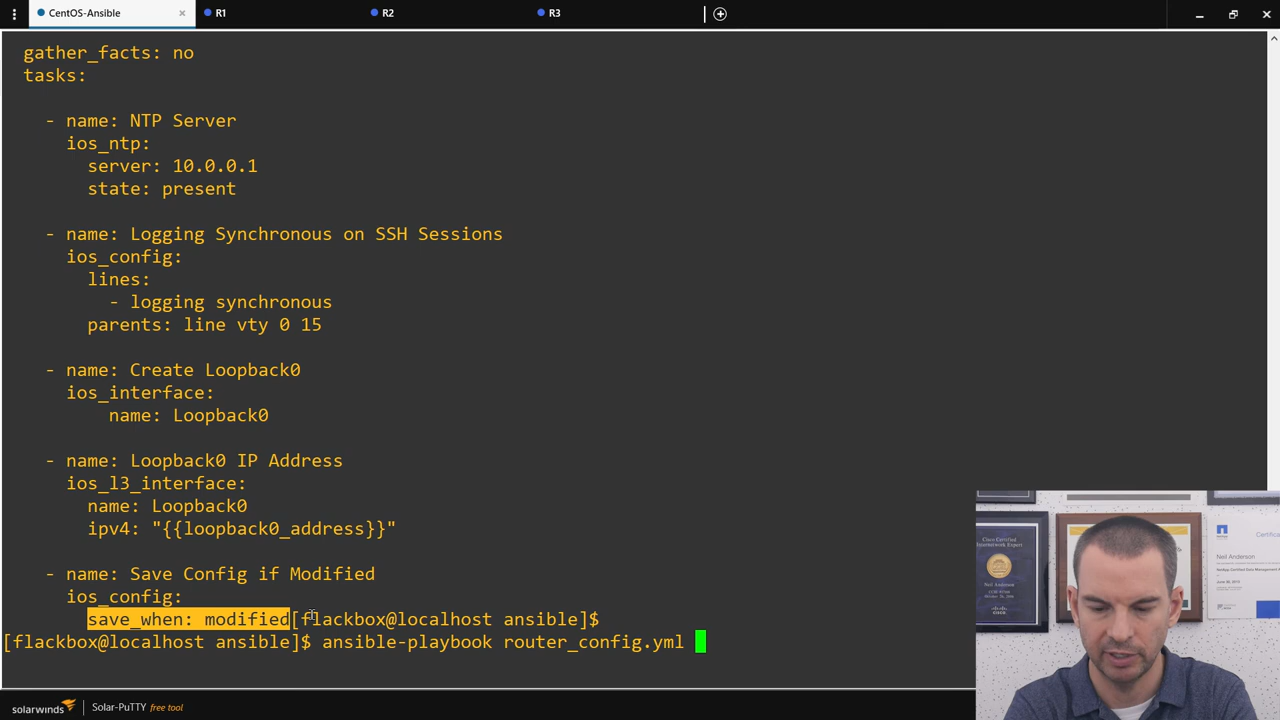 CentOS-Ansible
R1
R2
R3
gather_facts: no
tasks:
- name: NTP Server
ios_ntp:
server: 10.0.0.1
state: present
- name: Logging Synchronous on SSH Sessions
ios_config:
lines:
- logging synchronous
parents: line vty 0 15
- name: Create Loopback0
ios_interface:
name: Loopback0
- name: Loopback0 IP Address
ios_l3_interface:
name: Loopback0
ipv4: "{{loopback0_address}}"
- name: Save Config if Modified
ios_config:
save_when: modified[flackbox@localhost ansible]$
[flackbox@localhost ansible]$ ansible-playbook router_config.yml
solarwinds
Solar-PuTTY free tool
Neil Anderson